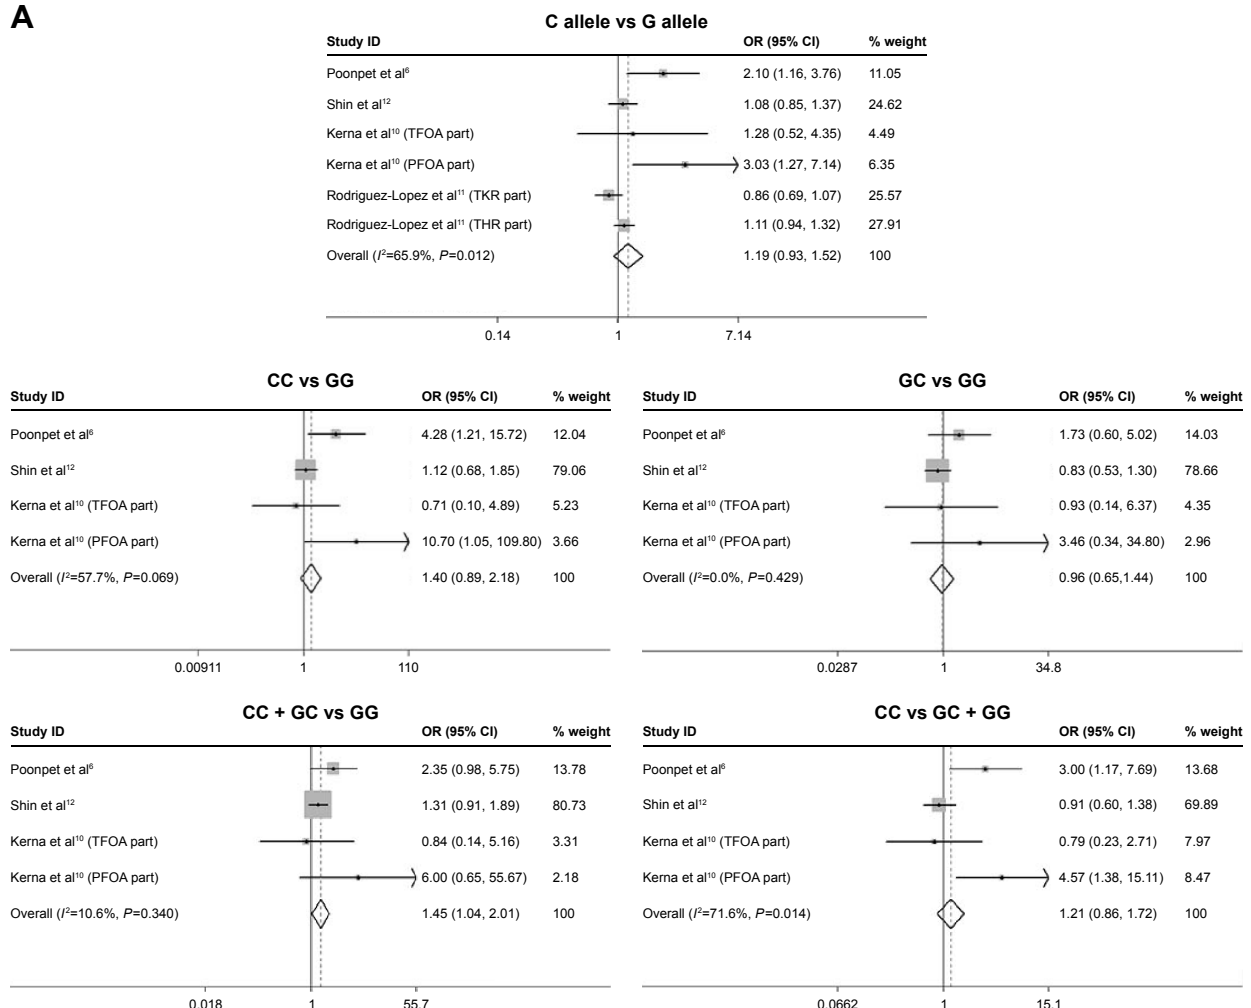 A
C allele vs G allele
Study ID OR (95% CI) % weight
Poonpet et al⁶ 2.10 (1.16, 3.76) 11.05
Shin et al¹² 1.08 (0.85, 1.37) 24.62
Kerna et al¹⁰ (TFOA part) 1.28 (0.52, 4.35) 4.49
Kerna et al¹⁰ (PFOA part) 3.03 (1.27, 7.14) 6.35
Rodriguez-Lopez et al¹¹ (TKR part) 0.86 (0.69, 1.07) 25.57
Rodriguez-Lopez et al¹¹ (THR part) 1.11 (0.94, 1.32) 27.91
Overall (I²=65.9%, P=0.012) 1.19 (0.93, 1.52) 100
0.14 1 7.14
CC vs GG
Study ID OR (95% CI) % weight
Poonpet et al⁶ 4.28 (1.21, 15.72) 12.04
Shin et al¹² 1.12 (0.68, 1.85) 79.06
Kerna et al¹⁰ (TFOA part) 0.71 (0.10, 4.89) 5.23
Kerna et al¹⁰ (PFOA part) 10.70 (1.05, 109.80) 3.66
Overall (I²=57.7%, P=0.069) 1.40 (0.89, 2.18) 100
0.00911 1 110
GC vs GG
Study ID OR (95% CI) % weight
Poonpet et al⁶ 1.73 (0.60, 5.02) 14.03
Shin et al¹² 0.83 (0.53, 1.30) 78.66
Kerna et al¹⁰ (TFOA part) 0.93 (0.14, 6.37) 4.35
Kerna et al¹⁰ (PFOA part) 3.46 (0.34, 34.80) 2.96
Overall (I²=0.0%, P=0.429) 0.96 (0.65,1.44) 100
0.0287 1 34.8
CC + GC vs GG
Study ID OR (95% CI) % weight
Poonpet et al⁶ 2.35 (0.98, 5.75) 13.78
Shin et al¹² 1.31 (0.91, 1.89) 80.73
Kerna et al¹⁰ (TFOA part) 0.84 (0.14, 5.16) 3.31
Kerna et al¹⁰ (PFOA part) 6.00 (0.65, 55.67) 2.18
Overall (I²=10.6%, P=0.340) 1.45 (1.04, 2.01) 100
0.018 1 55.7
CC vs GC + GG
Study ID OR (95% CI) % weight
Poonpet et al⁶ 3.00 (1.17, 7.69) 13.68
Shin et al¹² 0.91 (0.60, 1.38) 69.89
Kerna et al¹⁰ (TFOA part) 0.79 (0.23, 2.71) 7.97
Kerna et al¹⁰ (PFOA part) 4.57 (1.38, 15.11) 8.47
Overall (I²=71.6%, P=0.014) 1.21 (0.86, 1.72) 100
0.0662 1 15.1